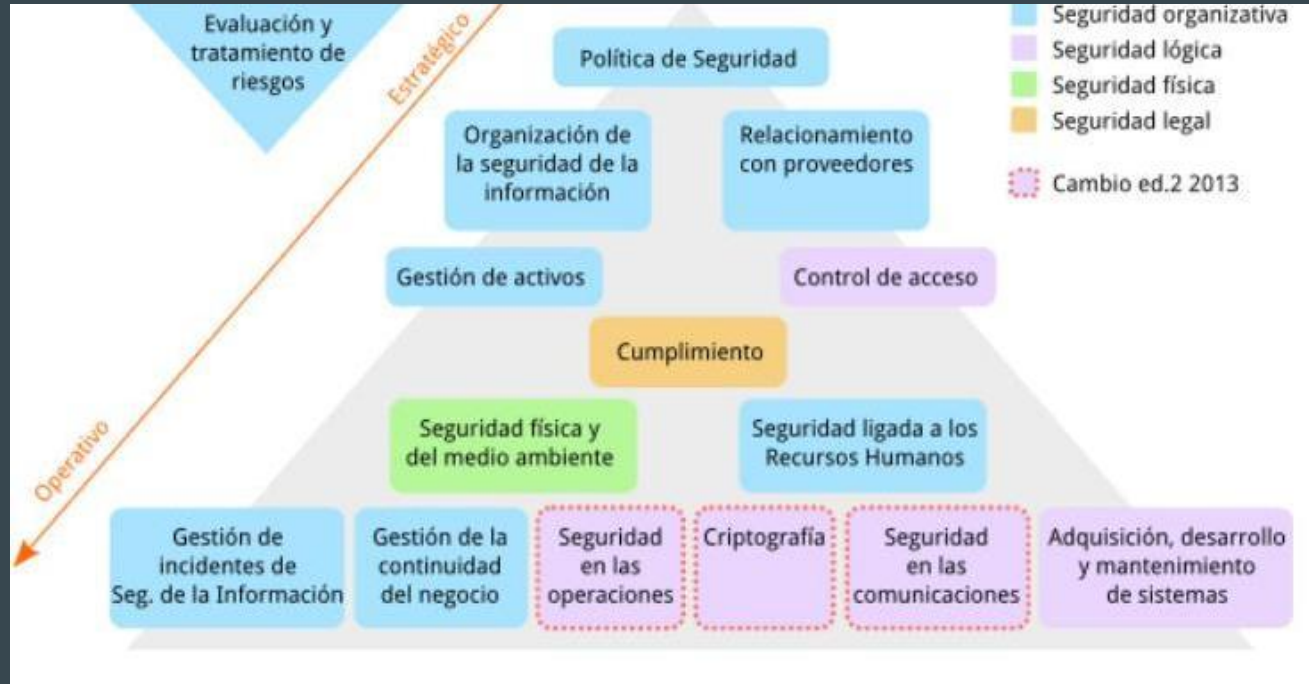 Evaluación y
tratamiento de
riesgos
Estratégico
Operativo
Política de Seguridad
Organización de
la seguridad de la
información
Relacionamiento
con proveedores
Gestión de activos
Control de acceso
Cumplimiento
Seguridad física y
del medio ambiente
Seguridad ligada a los
Recursos Humanos
Gestión de
incidentes de
Seg. de la Información
Gestión de la
continuidad
del negocio
Seguridad
en las
operaciones
Criptografía
Seguridad
en las
comunicaciones
Adquisición, desarrollo
y mantenimiento
de sistemas
Seguridad organizativa
Seguridad lógica
Seguridad física
Seguridad legal
Cambio ed.2 2013